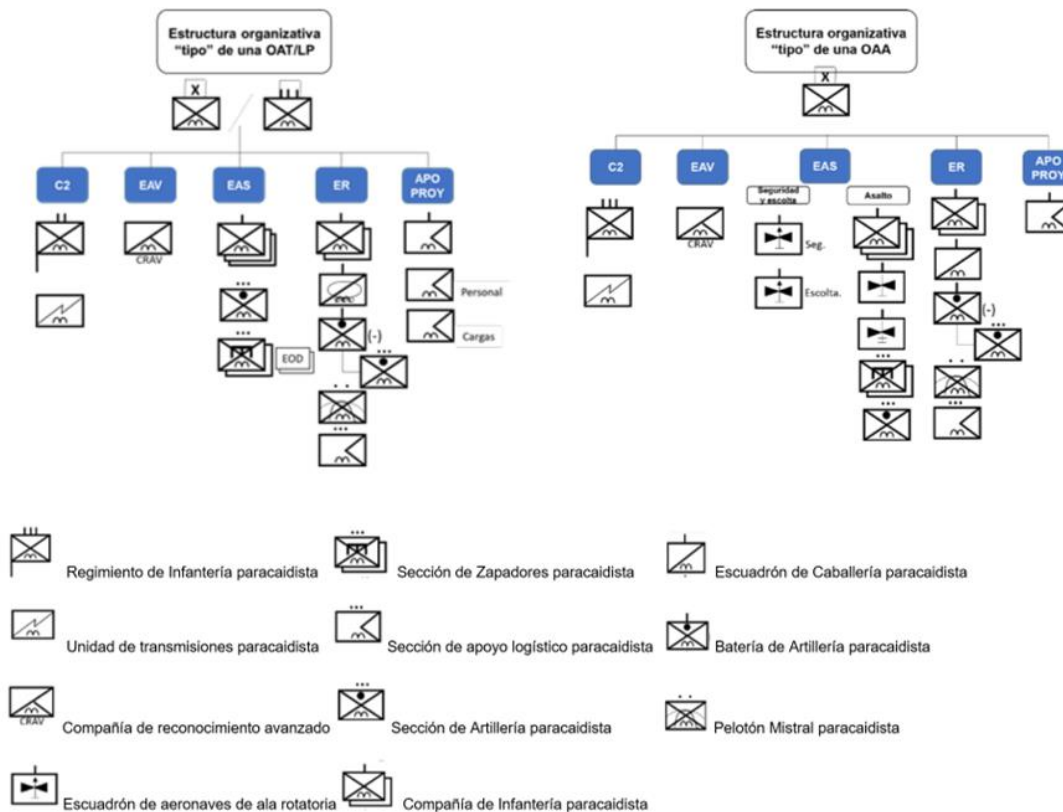 Estructura organizativa
“tipo” de una OAT/LP
X
III
C2
EAV
EAS
ER
APO
PROY
CRAV
EOD
(-)
Personal
Cargas
Estructura organizativa
“tipo” de una OAA
X
C2
EAV
EAS
ER
APO
PROY
Seguridad
y escolta
Asalto
CRAV
Seg.
Escolta.
(-)
Regimiento de Infantería paracaidista
Sección de Zapadores paracaidista
Escuadrón de Caballería paracaidista
Unidad de transmisiones paracaidista
Sección de apoyo logístico paracaidista
Batería de Artillería paracaidista
CRAV
Compañía de reconocimiento avanzado
Sección de Artillería paracaidista
Pelotón Mistral paracaidista
Escuadrón de aeronaves de ala rotatoria
Compañía de Infantería paracaidista